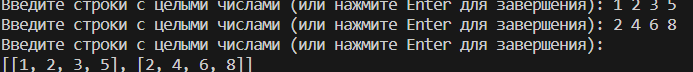 Введите строки с целыми числами (или нажмите Enter для завершения): 1 2 3 5
Введите строки с целыми числами (или нажмите Enter для завершения): 2 4 6 8
Введите строки с целыми числами (или нажмите Enter для завершения):
[[1, 2, 3, 5], [2, 4, 6, 8]]